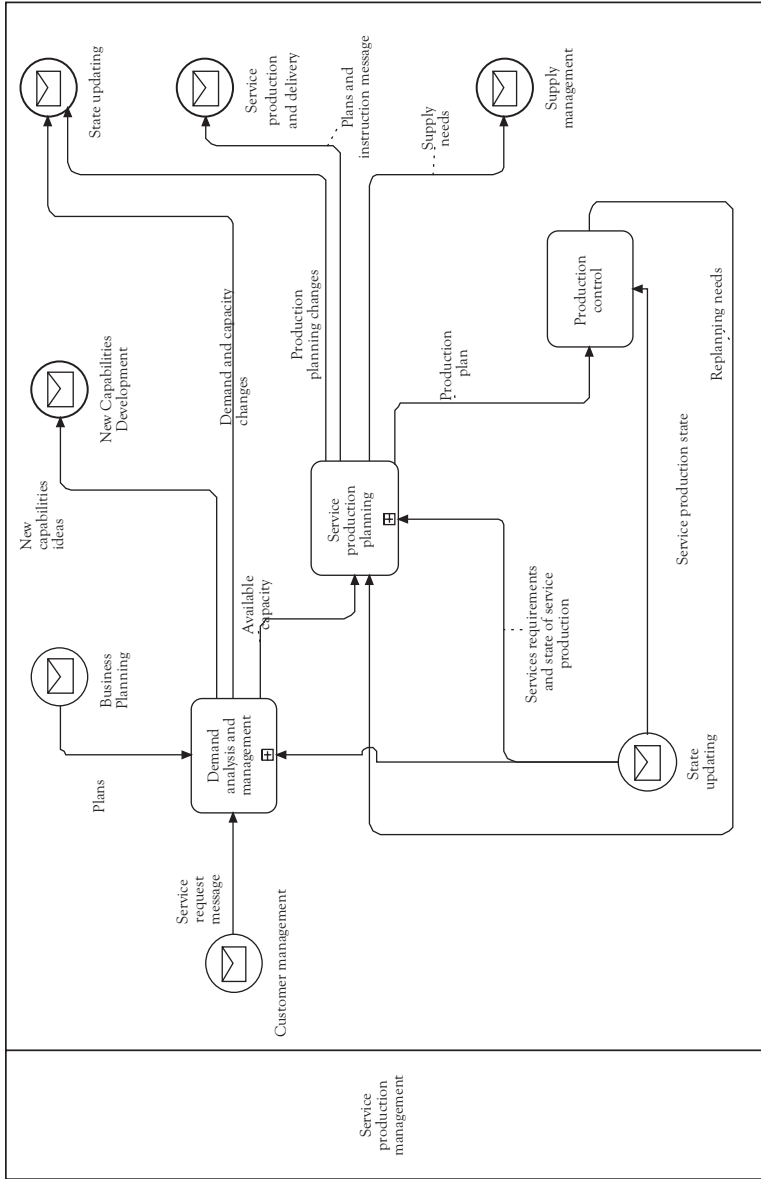 Service
production
management
Customer management
Service
request
message
Plans
Business
Planning
Demand
analysis and
management
New
capabilities
ideas
New Capabilities
Development
Demand and capacity
changes
Available
capacity
State updating
Service
production
and delivery
Production
planning changes
Plans and
instruction message
Service
production
planning
Supply
needs
Supply
management
Production
plan
Production
control
Services requirements
and state of service
production
Service production state
Replanning needs
State
updating